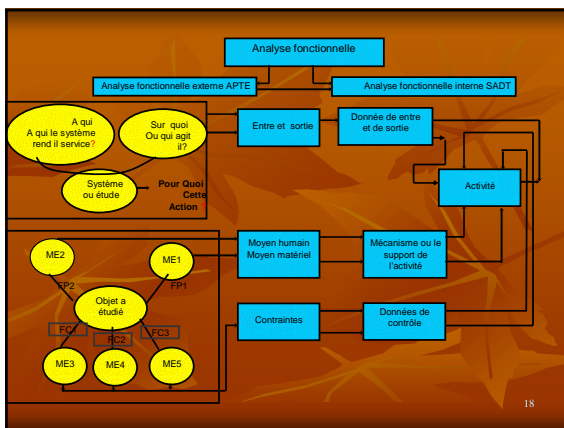 Analyse fonctionnelle
Analyse fonctionnelle externe APTE
Analyse fonctionnelle interne SADT
A qui
A qui le système
rend il service?
Sur quoi
Ou qui agit
il?
Système
ou étude
Pour Quoi
Cette
Action
Entre et sortie
Donnée de entre
et de sortie
Activité
ME2
ME1
FP2
FP1
Objet a
étudié
FC1
FC2
FC3
ME3
ME4
ME5
Moyen humain
Moyen matériel
Mécanisme ou le
support de
l'activité
Contraintes
Données de
contrôle
18